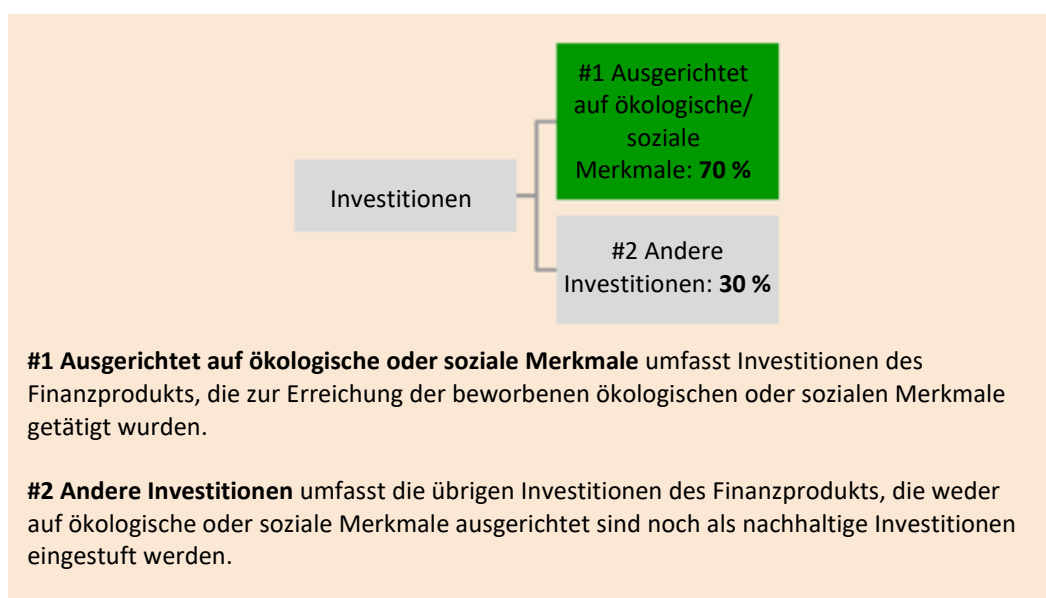 #1 Ausgerichtet
auf ökologische/
soziale
Merkmale: 70 %
Investitionen
#2 Andere
Investitionen: 30 %
#1 Ausgerichtet auf ökologische oder soziale Merkmale umfasst Investitionen des
Finanzprodukts, die zur Erreichung der beworbenen ökologischen oder sozialen Merkmale
getätigt wurden.
#2 Andere Investitionen umfasst die übrigen Investitionen des Finanzprodukts, die weder
auf ökologische oder soziale Merkmale ausgerichtet sind noch als nachhaltige Investitionen
eingestuft werden.